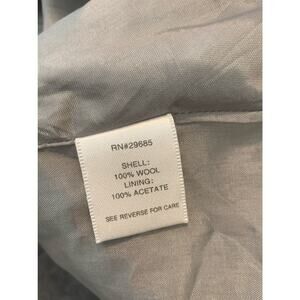 RN#29685
SHELL:
100% WOOL
LINING:
100% ACETATE
SEE REVERSE FOR CARE